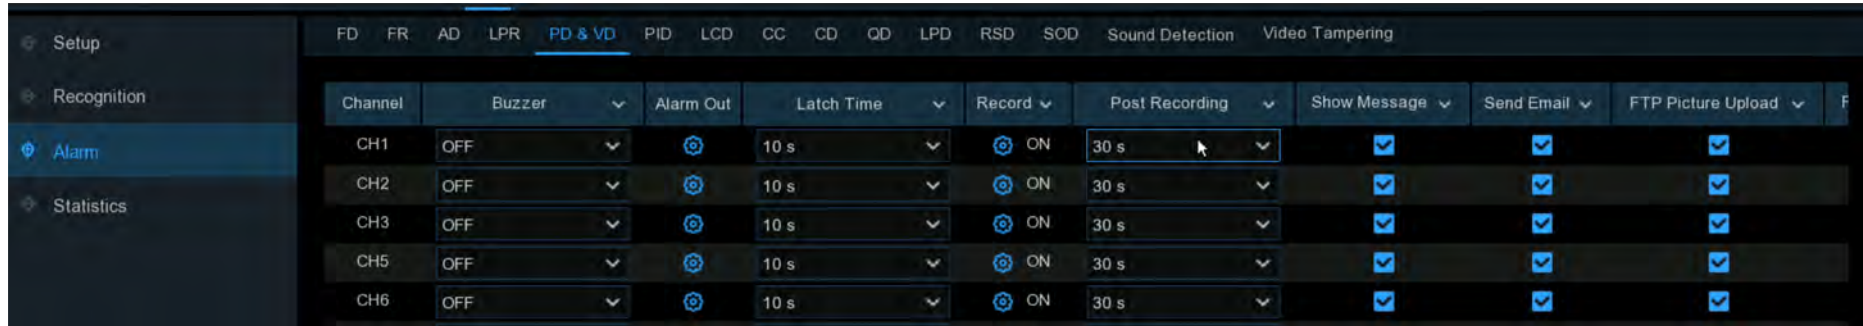 Setup
Recognition
Alarm
Statistics
FD FR AD LPR PD & VD PID LCD CC CD QD LPD RSD SOD Sound Detection Video Tampering
Channel Buzzer Alarm Out Latch Time Record Post Recording Show Message Send Email FTP Picture Upload F
CH1 OFF 10 s ON 30 s
CH2 OFF 10 s ON 30 s
CH3 OFF 10 s ON 30 s
CH5 OFF 10 s ON 30 s
CH6 OFF 10 s ON 30 s